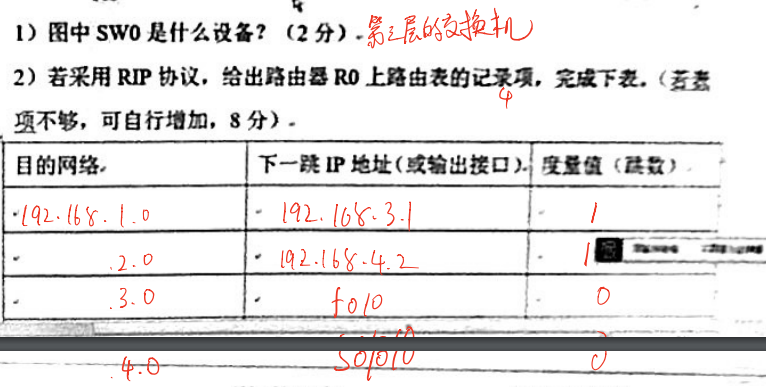 1）图中 SW0 是什么设备？（2 分）. 第三层的交换机
2）若采用 RIP 协议，给出路由器 R0 上路由表的记录项，完成下表。（若表
4
项不够，可自行增加，8 分）.
目的网络. 下一跳 IP 地址（或输出接口）. 度量值（跳数）.
192.168.1.0 192.168.3.1 1
.2.0 192.168.4.2 1
.3.0 f0/0 0
.4.0 S0/0/0 0